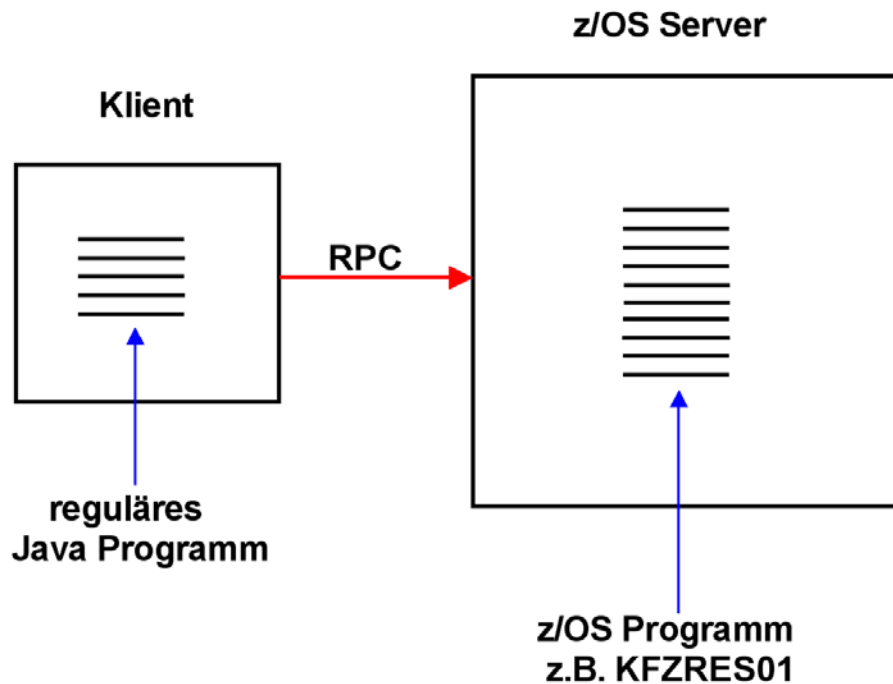 z/OS Server
Klient
RPC
reguläres
Java Programm
z/OS Programm
z.B. KFZRES01